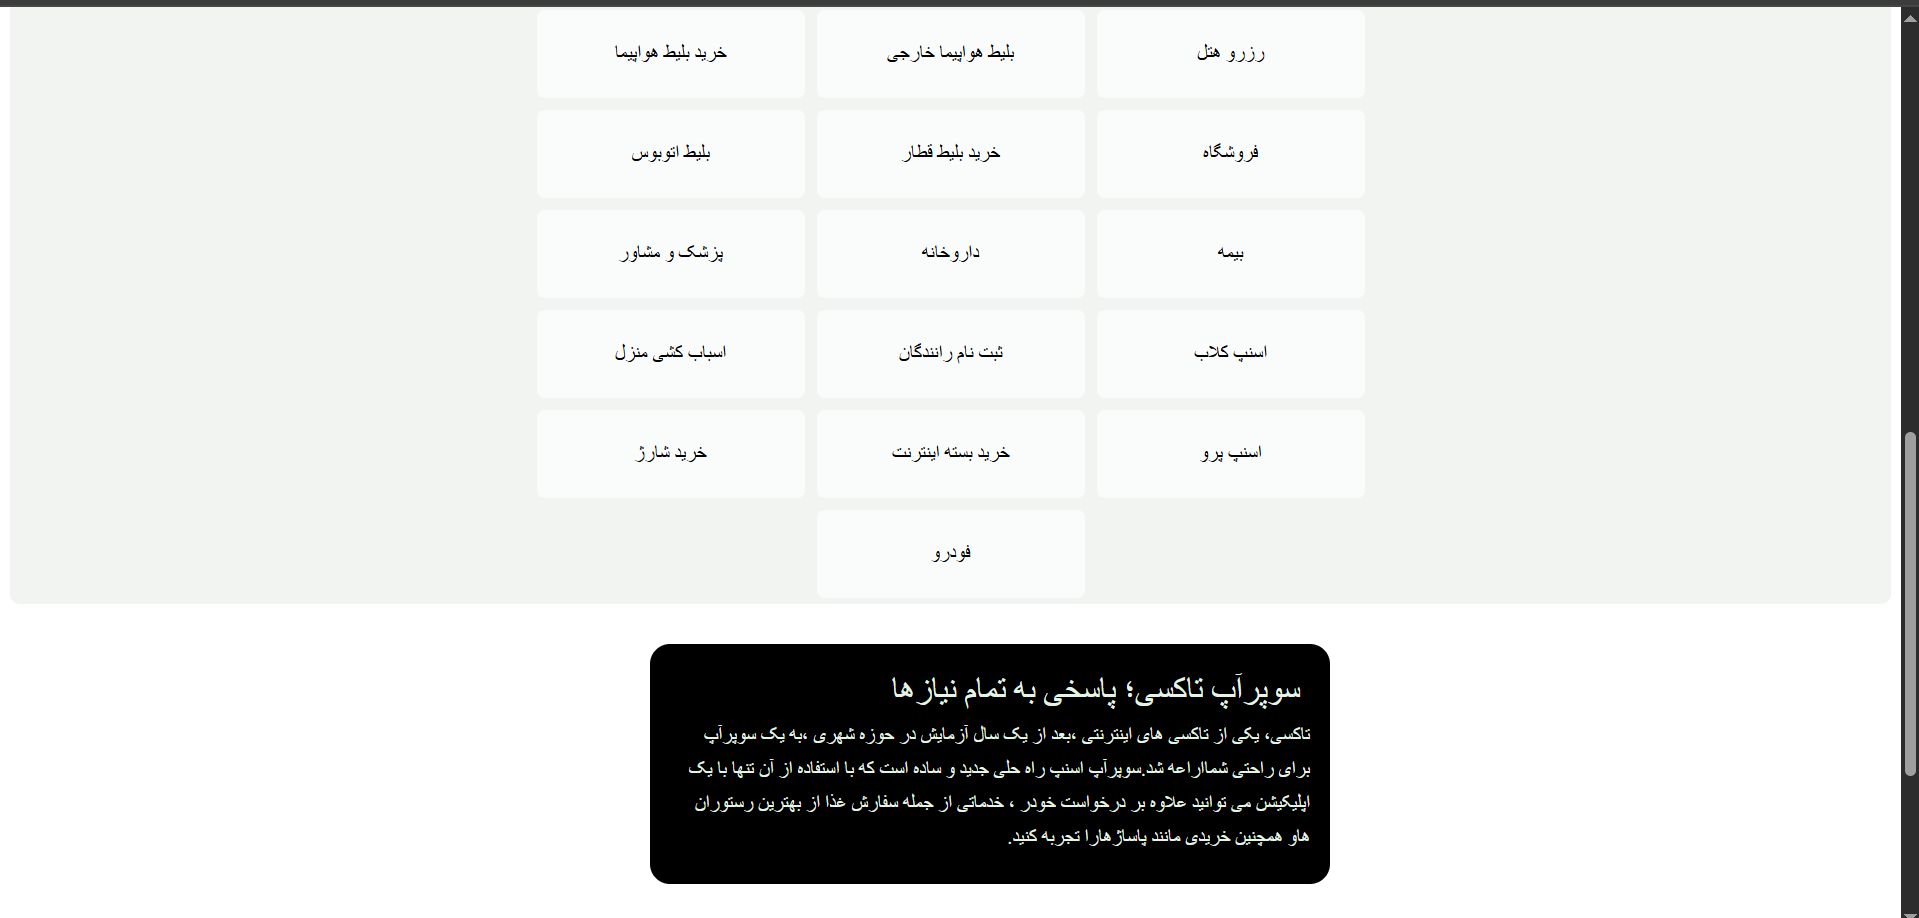 رزرو هتل
بلیط هواپیما خارجی
خرید بلیط هواپیما
فروشگاه
خرید بلیط قطار
بلیط اتوبوس
بیمه
داروخانه
پزشک و مشاور
اسنپ کلاب
ثبت نام رانندگان
اسباب کشی منزل
اسنپ پرو
خرید بسته اینترنت
خرید شارژ
فودرو
سوپرآپ تاکسی؛ پاسخی به تمام نیازها
تاکسی، یکی از تاکسی های اینترنتی ،بعد از یک سال آزمایش در حوزه شهری ،به یک سوپرآپ
برای راحتی شمااراعه شد.سوپرآپ اسنپ راه حلی جدید و ساده است که با استفاده از آن تنها با یک
اپلیکیشن می توانید علاوه بر درخواست خودر ، خدماتی از جمله سفارش غذا از بهترین رستوران
هاو همچنین خریدی مانند پاساژهارا تجربه کنید.